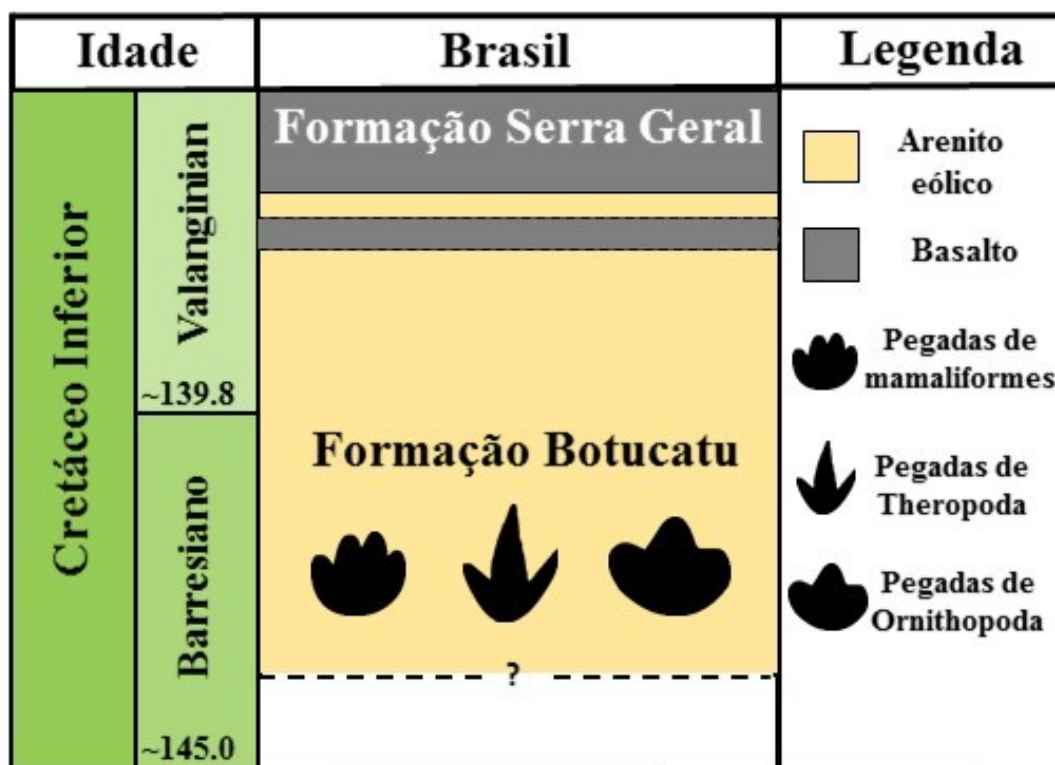 Idade
Brasil
Legenda
Cretáceo Inferior
Valanginian
~139.8
Barresiano
~145.0
Formação Serra Geral
Formação Botucatu
?
Arenito
eólico
Basalto
Pegadas de
mamaliformes
Pegadas de
Theropoda
Pegadas de
Ornithopoda